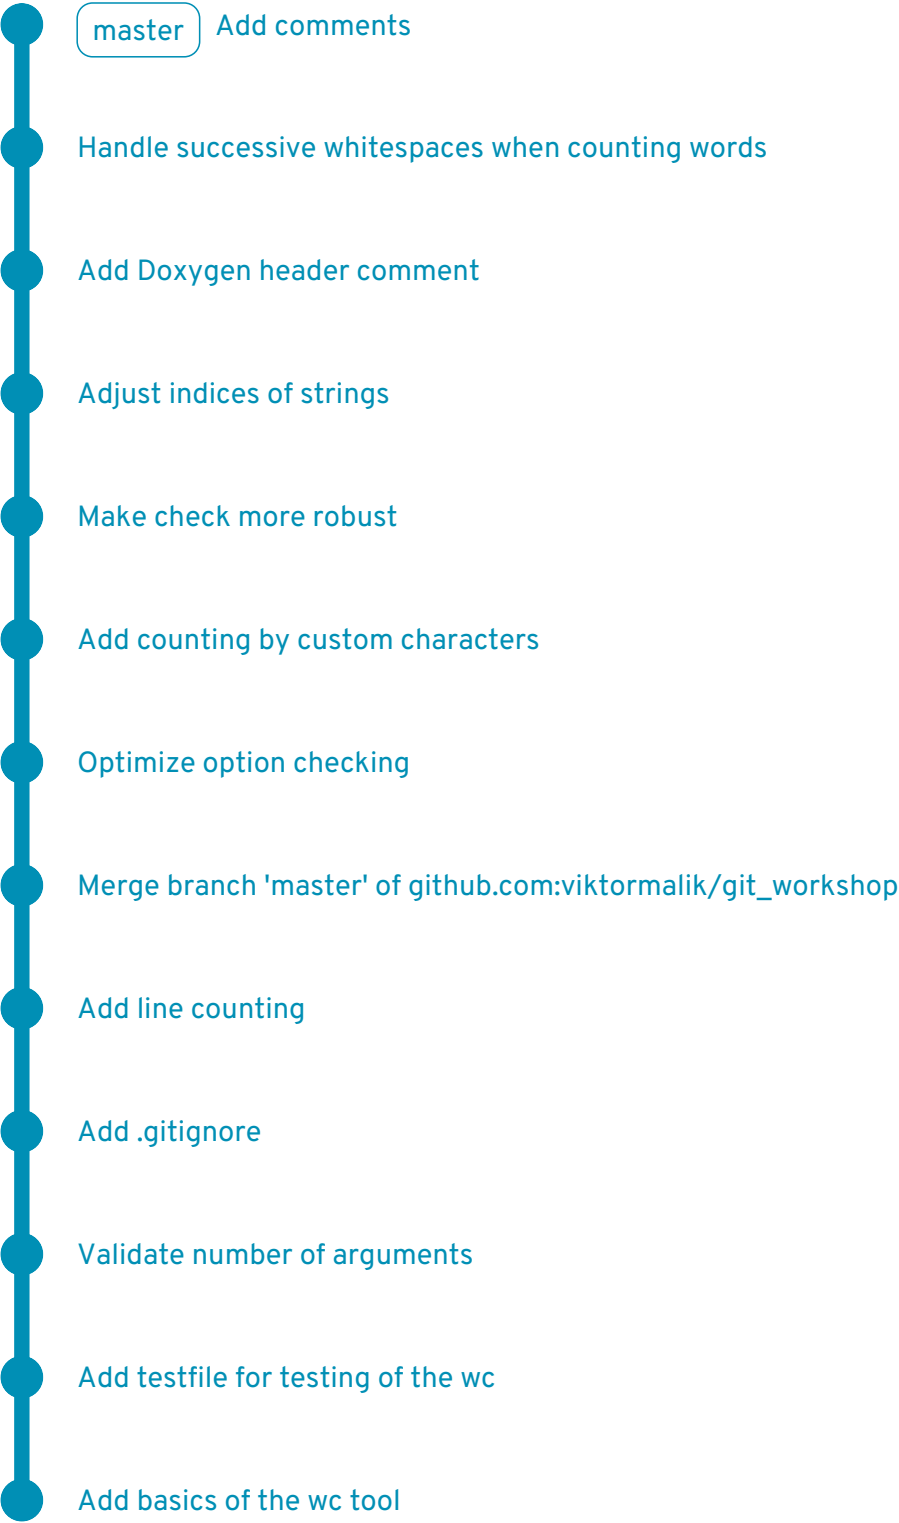 master Add comments
Handle successive whitespaces when counting words
Add Doxygen header comment
Adjust indices of strings
Make check more robust
Add counting by custom characters
Optimize option checking
Merge branch 'master' of github.com:viktormalik/git_workshop
Add line counting
Add .gitignore
Validate number of arguments
Add testfile for testing of the wc
Add basics of the wc tool